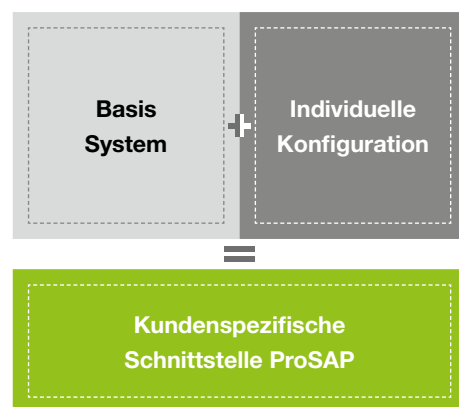 Basis
System
+
Individuelle
Konfiguration
=
Kundenspezifische
Schnittstelle ProSAP